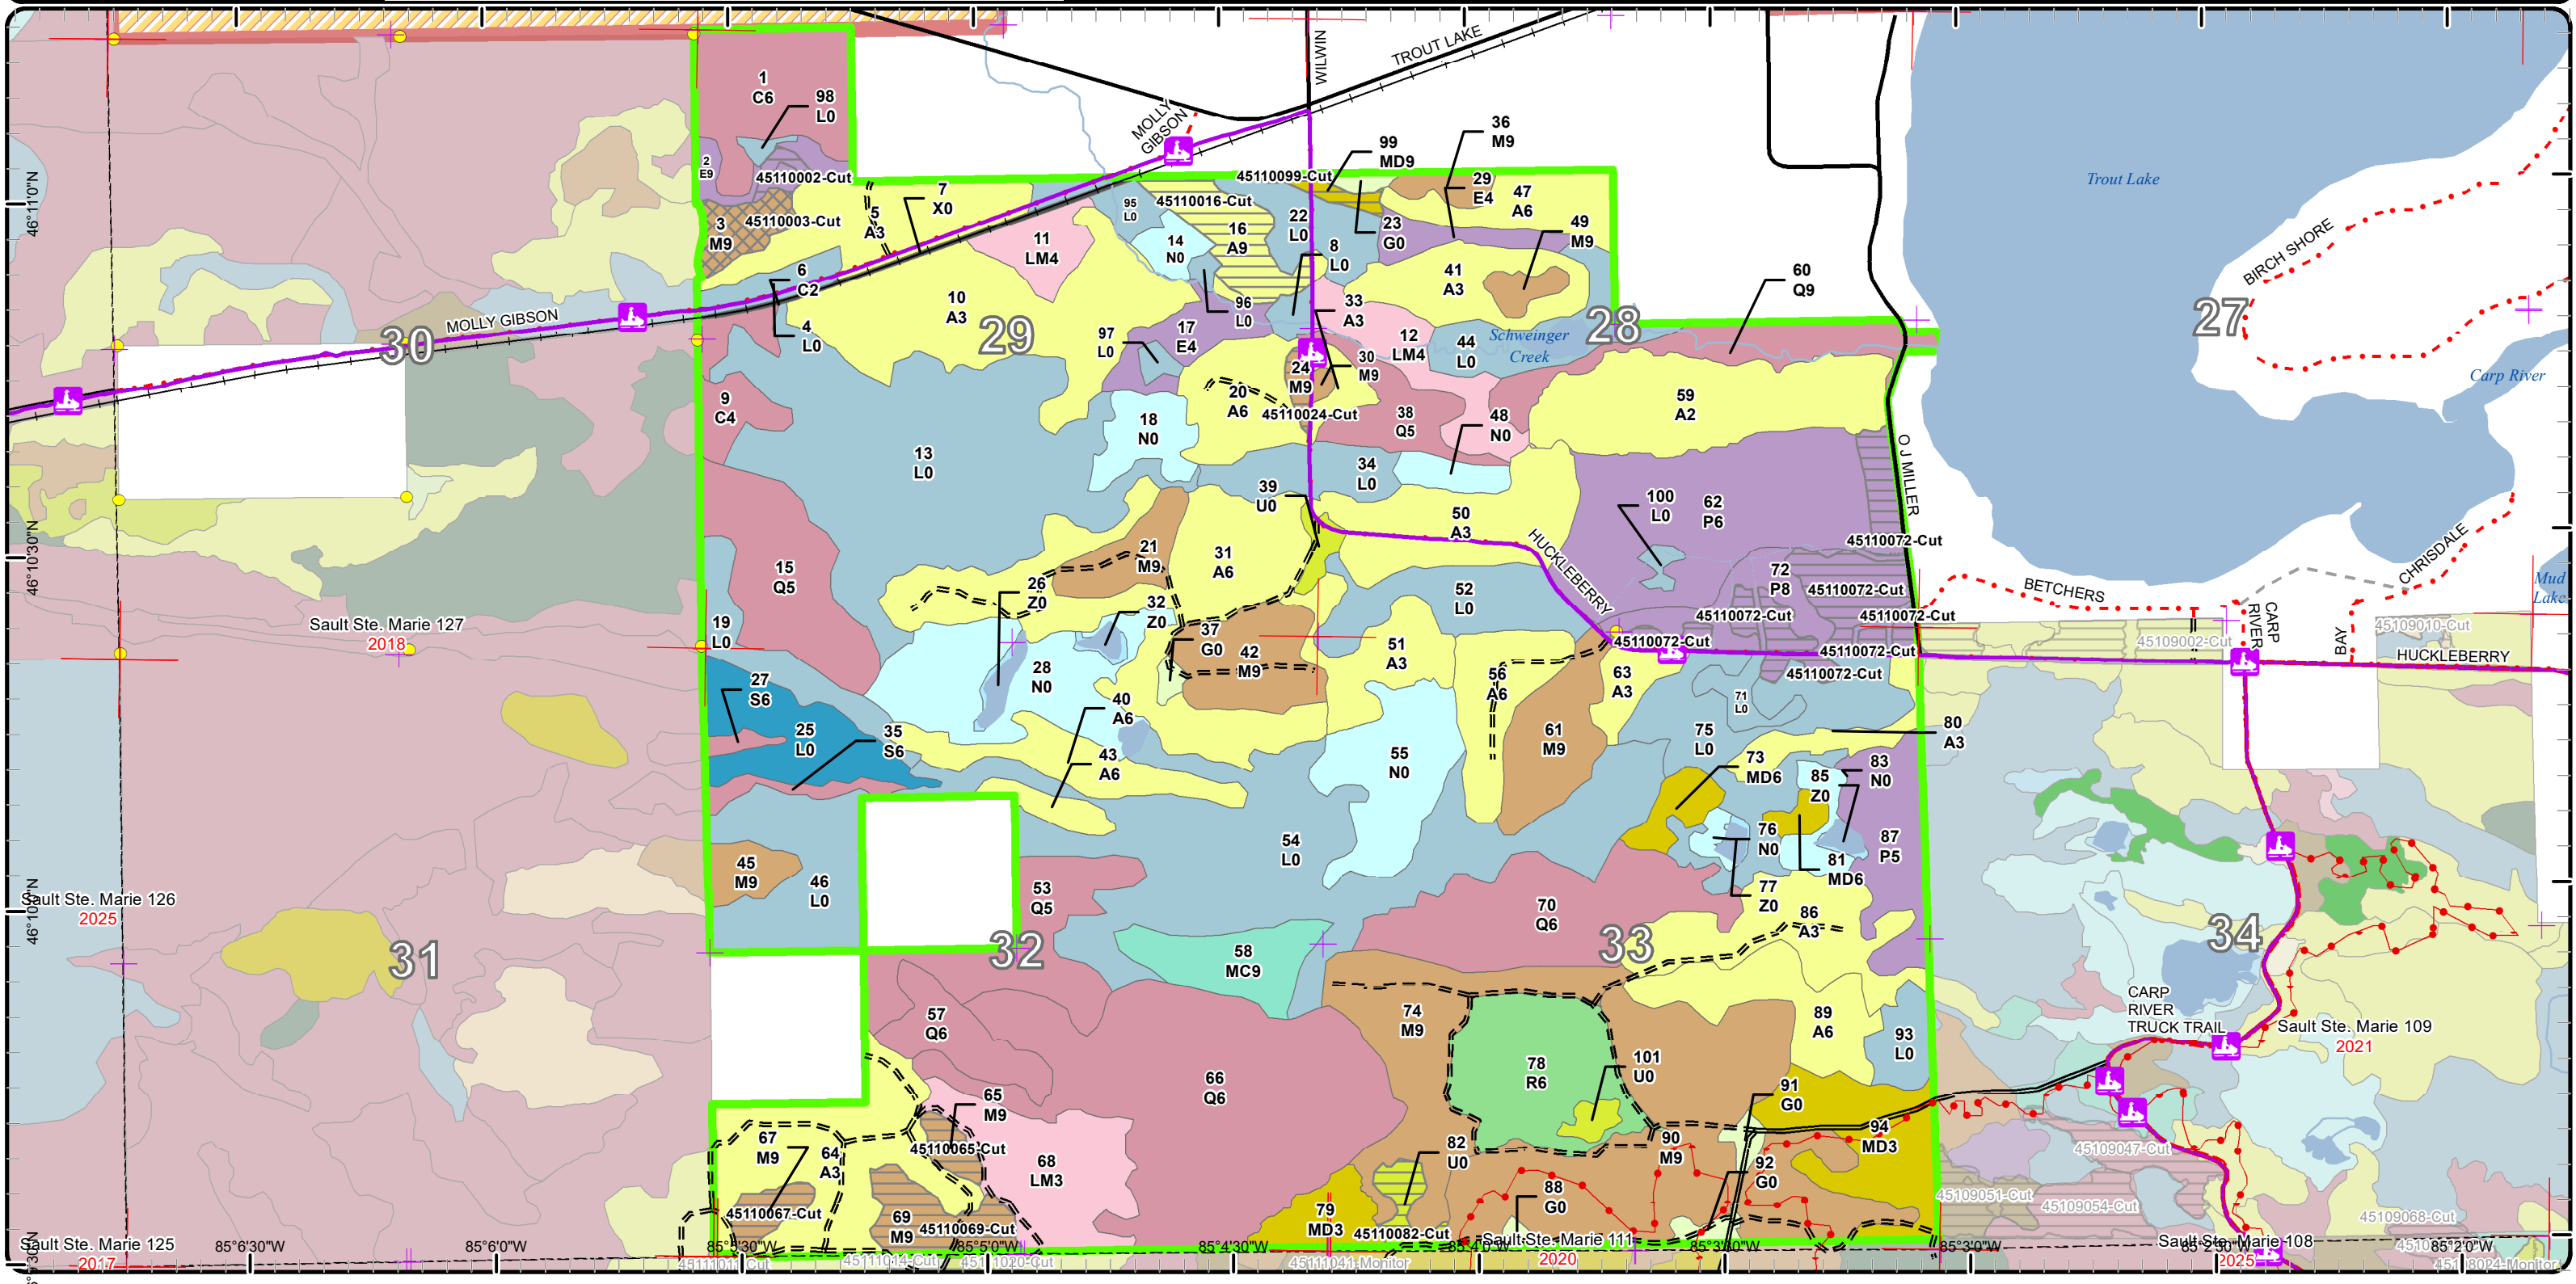 WILWIN
TROUT LAKE
MOLLY
GIBSON
1
C6
98
L0
2
E9
45110002-Cut
36
M9
99
MD9
45110099-Cut
29
E4
47
A6
Trout Lake
46°11'0"N
3
M9
45110003-Cut
5
A3
7
X0
95
L0
45110016-Cut
16
A9
22
L0
23
G0
49
M9
BIRCH SHORE
11
LM4
14
N0
8
L0
6
C2
41
A3
60
Q9
10
A3
96
L0
33
A3
MOLLY GIBSON
30
4
L0
29
97
L0
17
E4
12
LM4
44
L0
Schweinger
Creek
28
27
Carp River
24
M9
30
M9
9
C4
20
A6
45110024-Cut
38
Q5
48
N0
59
A2
18
N0
13
L0
34
L0
O J MILLER
39
U0
50
A3
100
L0
62
P6
46°10'30"N
HUCKLEBERRY
45110072-Cut
21
M9
31
A6
15
Q5
26
Z0
32
Z0
52
L0
72
P8
45110072-Cut
45110072-Cut
45110072-Cut
BETCHERS
CHRISDALE
Mud
Lake
Sault Ste. Marie 127
2018
19
L0
37
G0
42
M9
51
A3
45110072-Cut
45110072-Cut
45110072-Cut
45109002-Cut
CARP
RIVER
BAY
45109010-Cut
HUCKLEBERRY
28
N0
56
A6
63
A3
71
L0
27
S6
25
L0
35
S6
40
A6
43
A6
55
N0
61
M9
75
L0
80
A3
73
MD6
85
Z0
83
N0
76
N0
81
MD6
87
P5
54
L0
45
M9
46
L0
53
Q5
77
Z0
86
A3
70
Q6
Sault Ste. Marie 126
2025
46°10'0"N
31
32
58
MC9
33
34
57
Q6
74
M9
89
A6
93
L0
CARP
RIVER
TRUCK TRAIL
Sault Ste. Marie 109
2021
66
Q6
78
R6
101
U0
91
G0
65
M9
45110065-Cut
67
M9
64
A3
68
LM3
82
U0
90
M9
92
G0
94
MD3
45109047-Cut
88
G0
45110067-Cut
69
M9
45110069-Cut
79
MD3
45110082-Cut
45109051-Cut
45109054-Cut
45109068-Cut
Sault Ste. Marie 125
2017
85°6'30"W
85°6'0"W
85°5'30"W
85°5'0"W
85°4'30"W
85°4'0"W
Sault Ste. Marie 111
2020
85°3'30"W
85°3'0"W
Sault Ste. Marie 108
2025
85°2'30"W
85°2'0"W
45111014-Cut
45111020-Cut
45111041-Monitor
45108024-Monitor